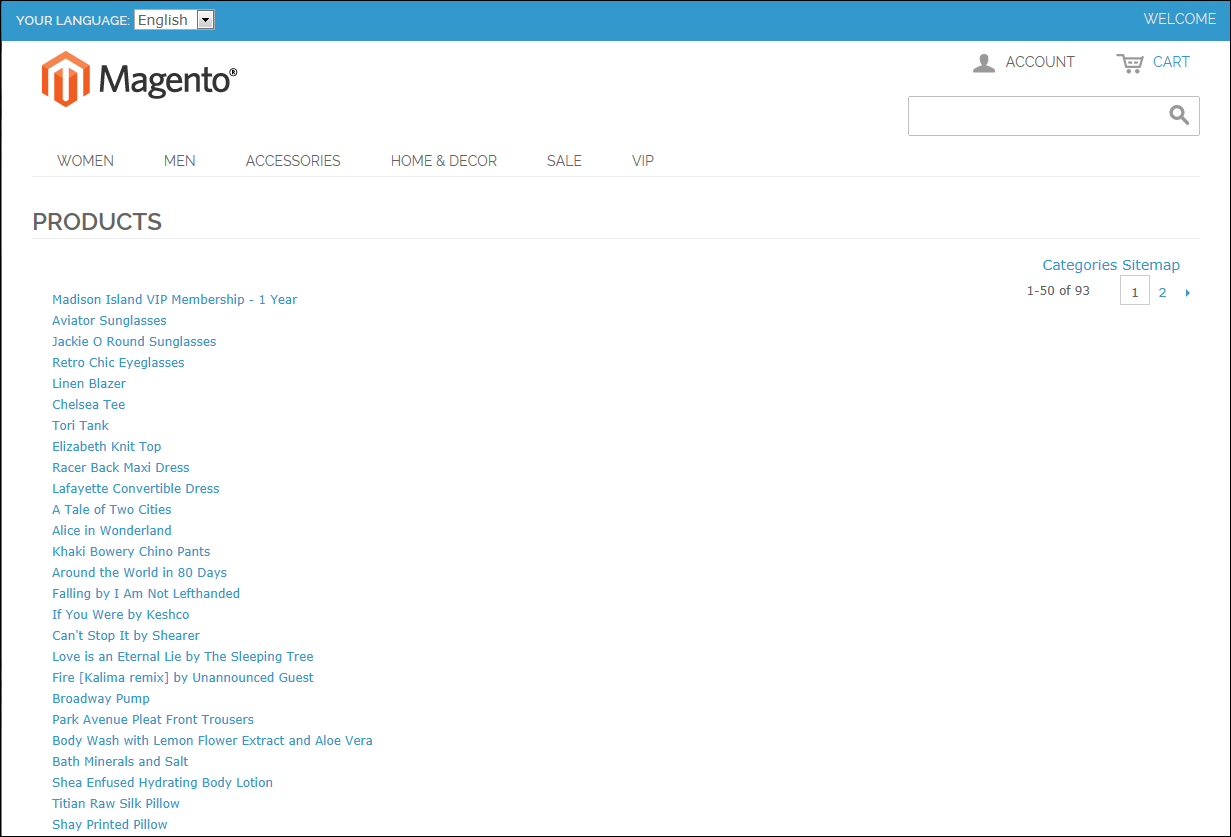 YOUR LANGUAGE: English
WELCOME
Magento®
ACCOUNT
CART
WOMEN MEN ACCESSORIES HOME & DECOR SALE VIP
PRODUCTS
Categories Sitemap
1-50 of 93 1 2
Madison Island VIP Membership - 1 Year
Aviator Sunglasses
Jackie O Round Sunglasses
Retro Chic Eyeglasses
Linen Blazer
Chelsea Tee
Tori Tank
Elizabeth Knit Top
Racer Back Maxi Dress
Lafayette Convertible Dress
A Tale of Two Cities
Alice in Wonderland
Khaki Bowery Chino Pants
Around the World in 80 Days
Falling by I Am Not Lefthanded
If You Were by Keshco
Can't Stop It by Shearer
Love is an Eternal Lie by The Sleeping Tree
Fire [Kalima remix] by Unannounced Guest
Broadway Pump
Park Avenue Pleat Front Trousers
Body Wash with Lemon Flower Extract and Aloe Vera
Bath Minerals and Salt
Shea Enfused Hydrating Body Lotion
Titian Raw Silk Pillow
Shay Printed Pillow